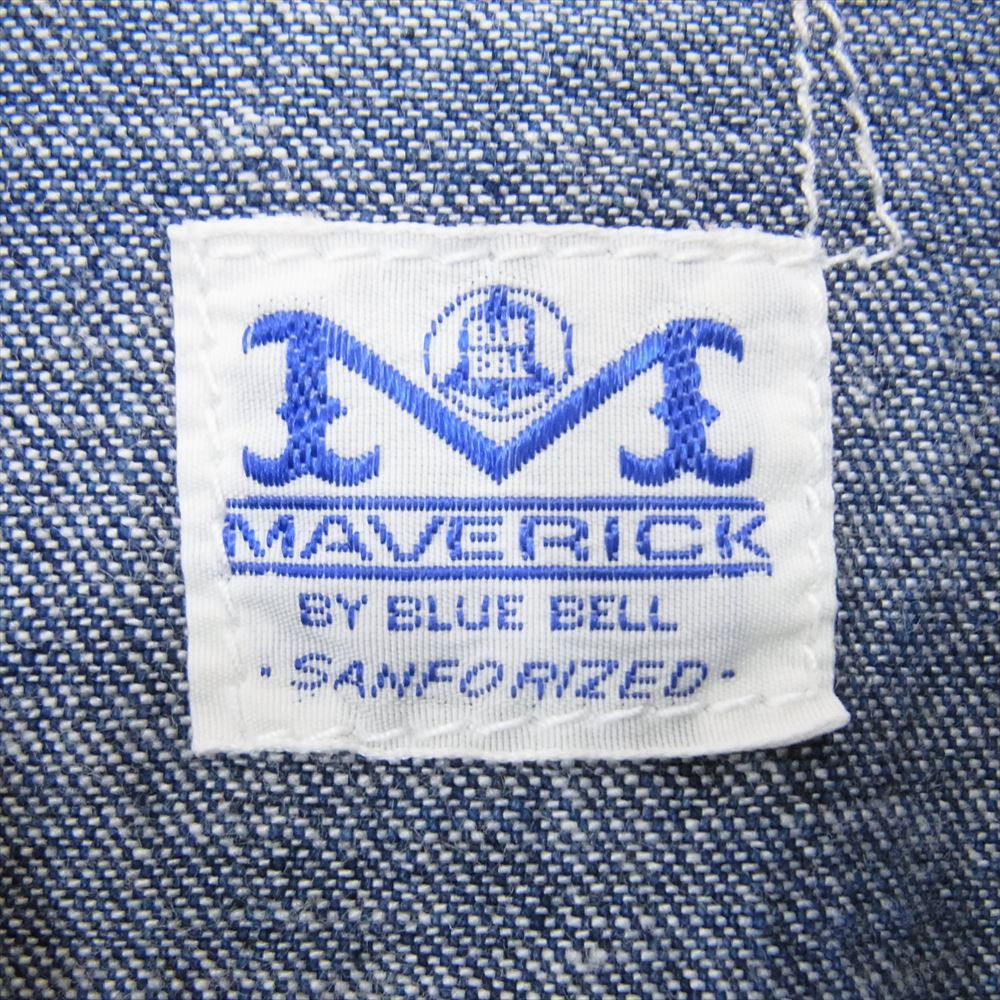 M
MAVERICK
BY BLUE BELL
·SANFORIZED·